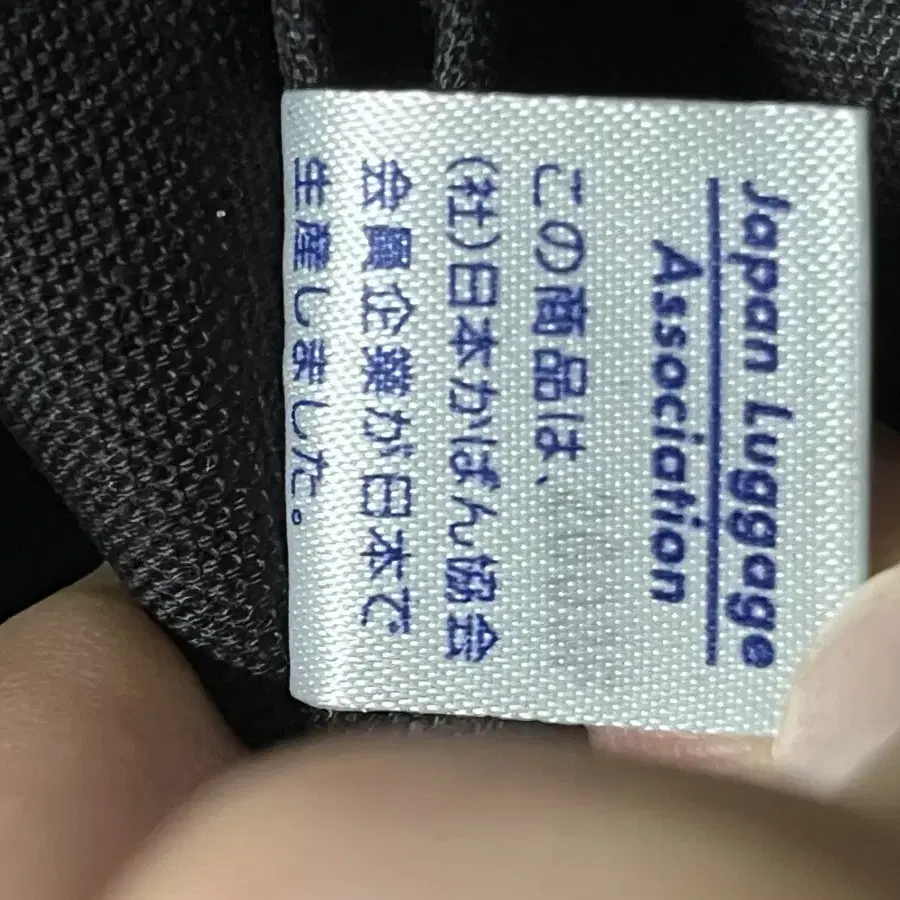 Japan Luggage
Association
この商品は、
(社)日本かばん協会
会員企業が日本で
生産しました。